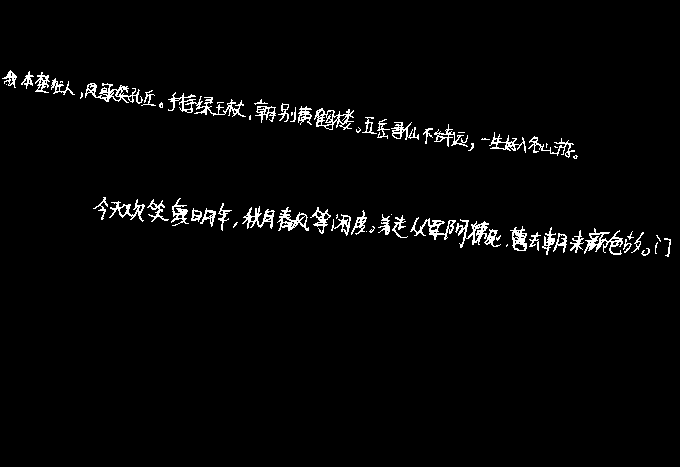 我本楚狂人，凤歌笑孔丘。手持绿玉杖，朝别黄鹤楼。五岳寻仙不辞远，一生好入名山游。
今天欢笑复明年，秋月春风等闲度。弟走从军阿姨死，暮去朝来颜色故。门